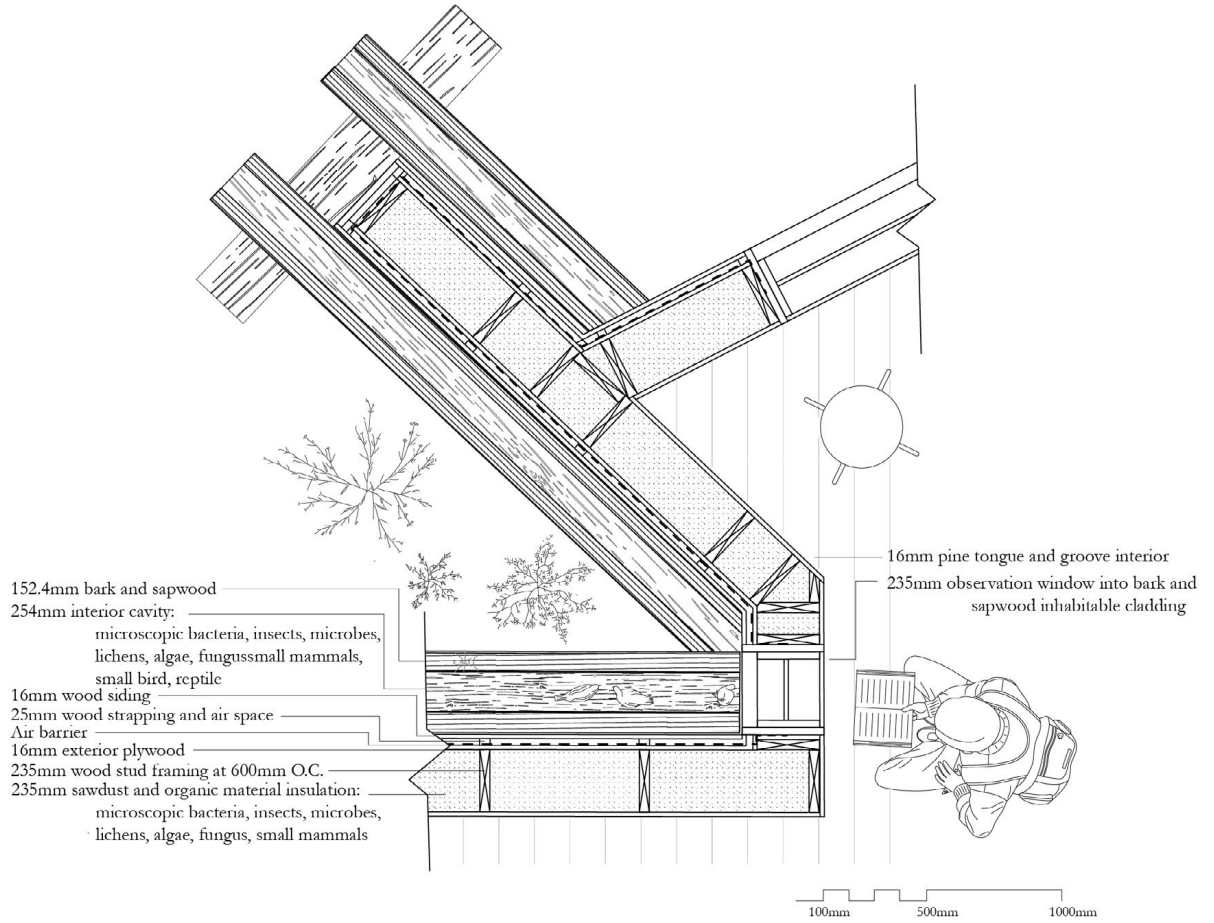 152.4mm bark and sapwood
254mm interior cavity:
microscopic bacteria, insects, microbes,
lichens, algae, fungussmall mammals,
small bird, reptile
16mm wood siding
25mm wood strapping and air space
Air barrier
16mm exterior plywood
235mm wood stud framing at 600mm O.C.
235mm sawdust and organic material insulation:
microscopic bacteria, insects, microbes,
lichens, algae, fungus, small mammals
16mm pine tongue and groove interior
235mm observation window into bark and
sapwood inhabitable cladding
100mm 500mm 1000mm